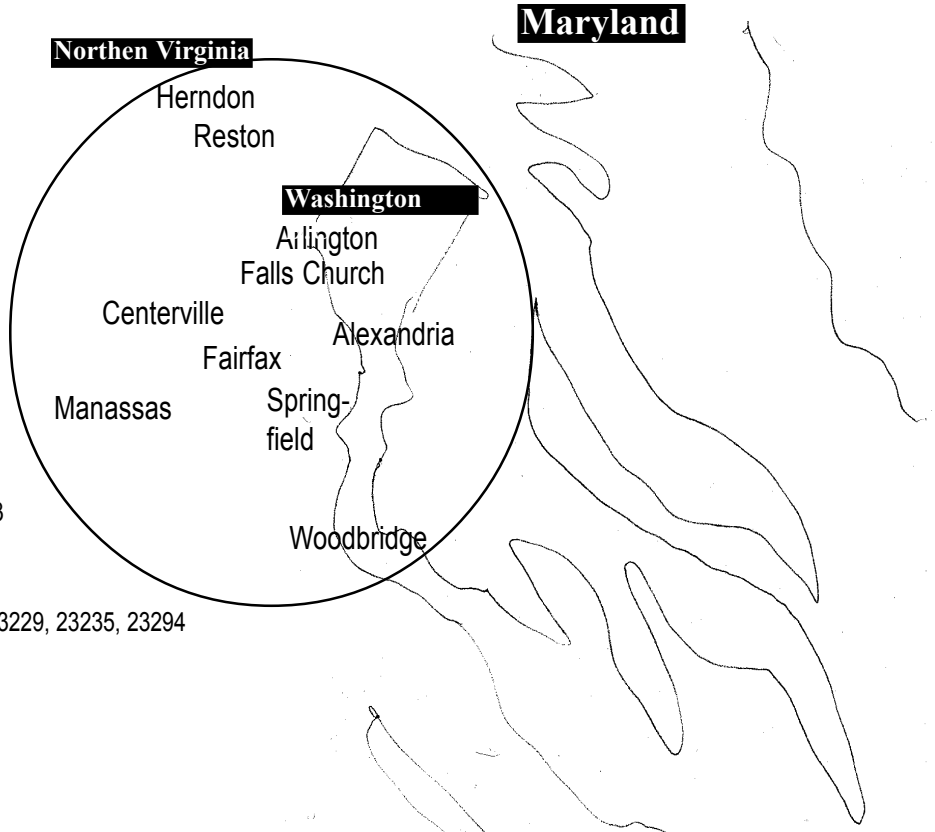 Maryland
Northen Virginia
Herndon
Reston
Washington
Arlington
Falls Church
Centerville
Alexandria
Fairfax
Manassas
Spring-
field
Woodbridge
3229, 23235, 23294